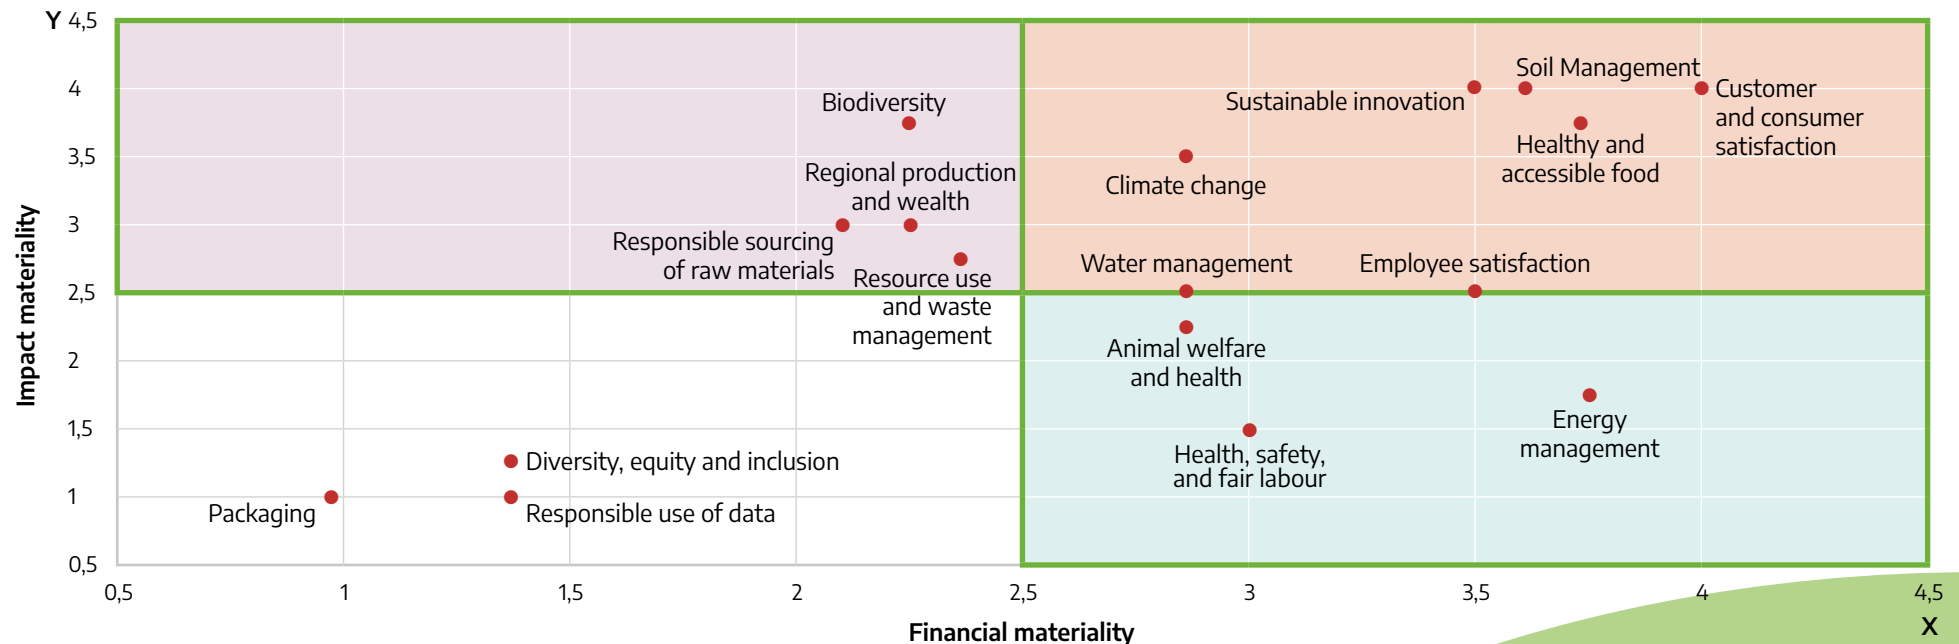 Y 4,5
4
3,5
3
2,5
2
1,5
1
0,5
Impact materiality
Biodiversity
Regional production
and wealth
Responsible sourcing
of raw materials
Resource use
and waste
management
Soil Management
Sustainable innovation
Customer
and consumer
satisfaction
Healthy and
accessible food
Climate change
Water management
Employee satisfaction
Animal welfare
and health
Energy
management
Health, safety,
and fair labour
Diversity, equity and inclusion
Packaging
Responsible use of data
0,5 1 1,5 2 2,5 3 3,5 4 4,5
Financial materiality
X